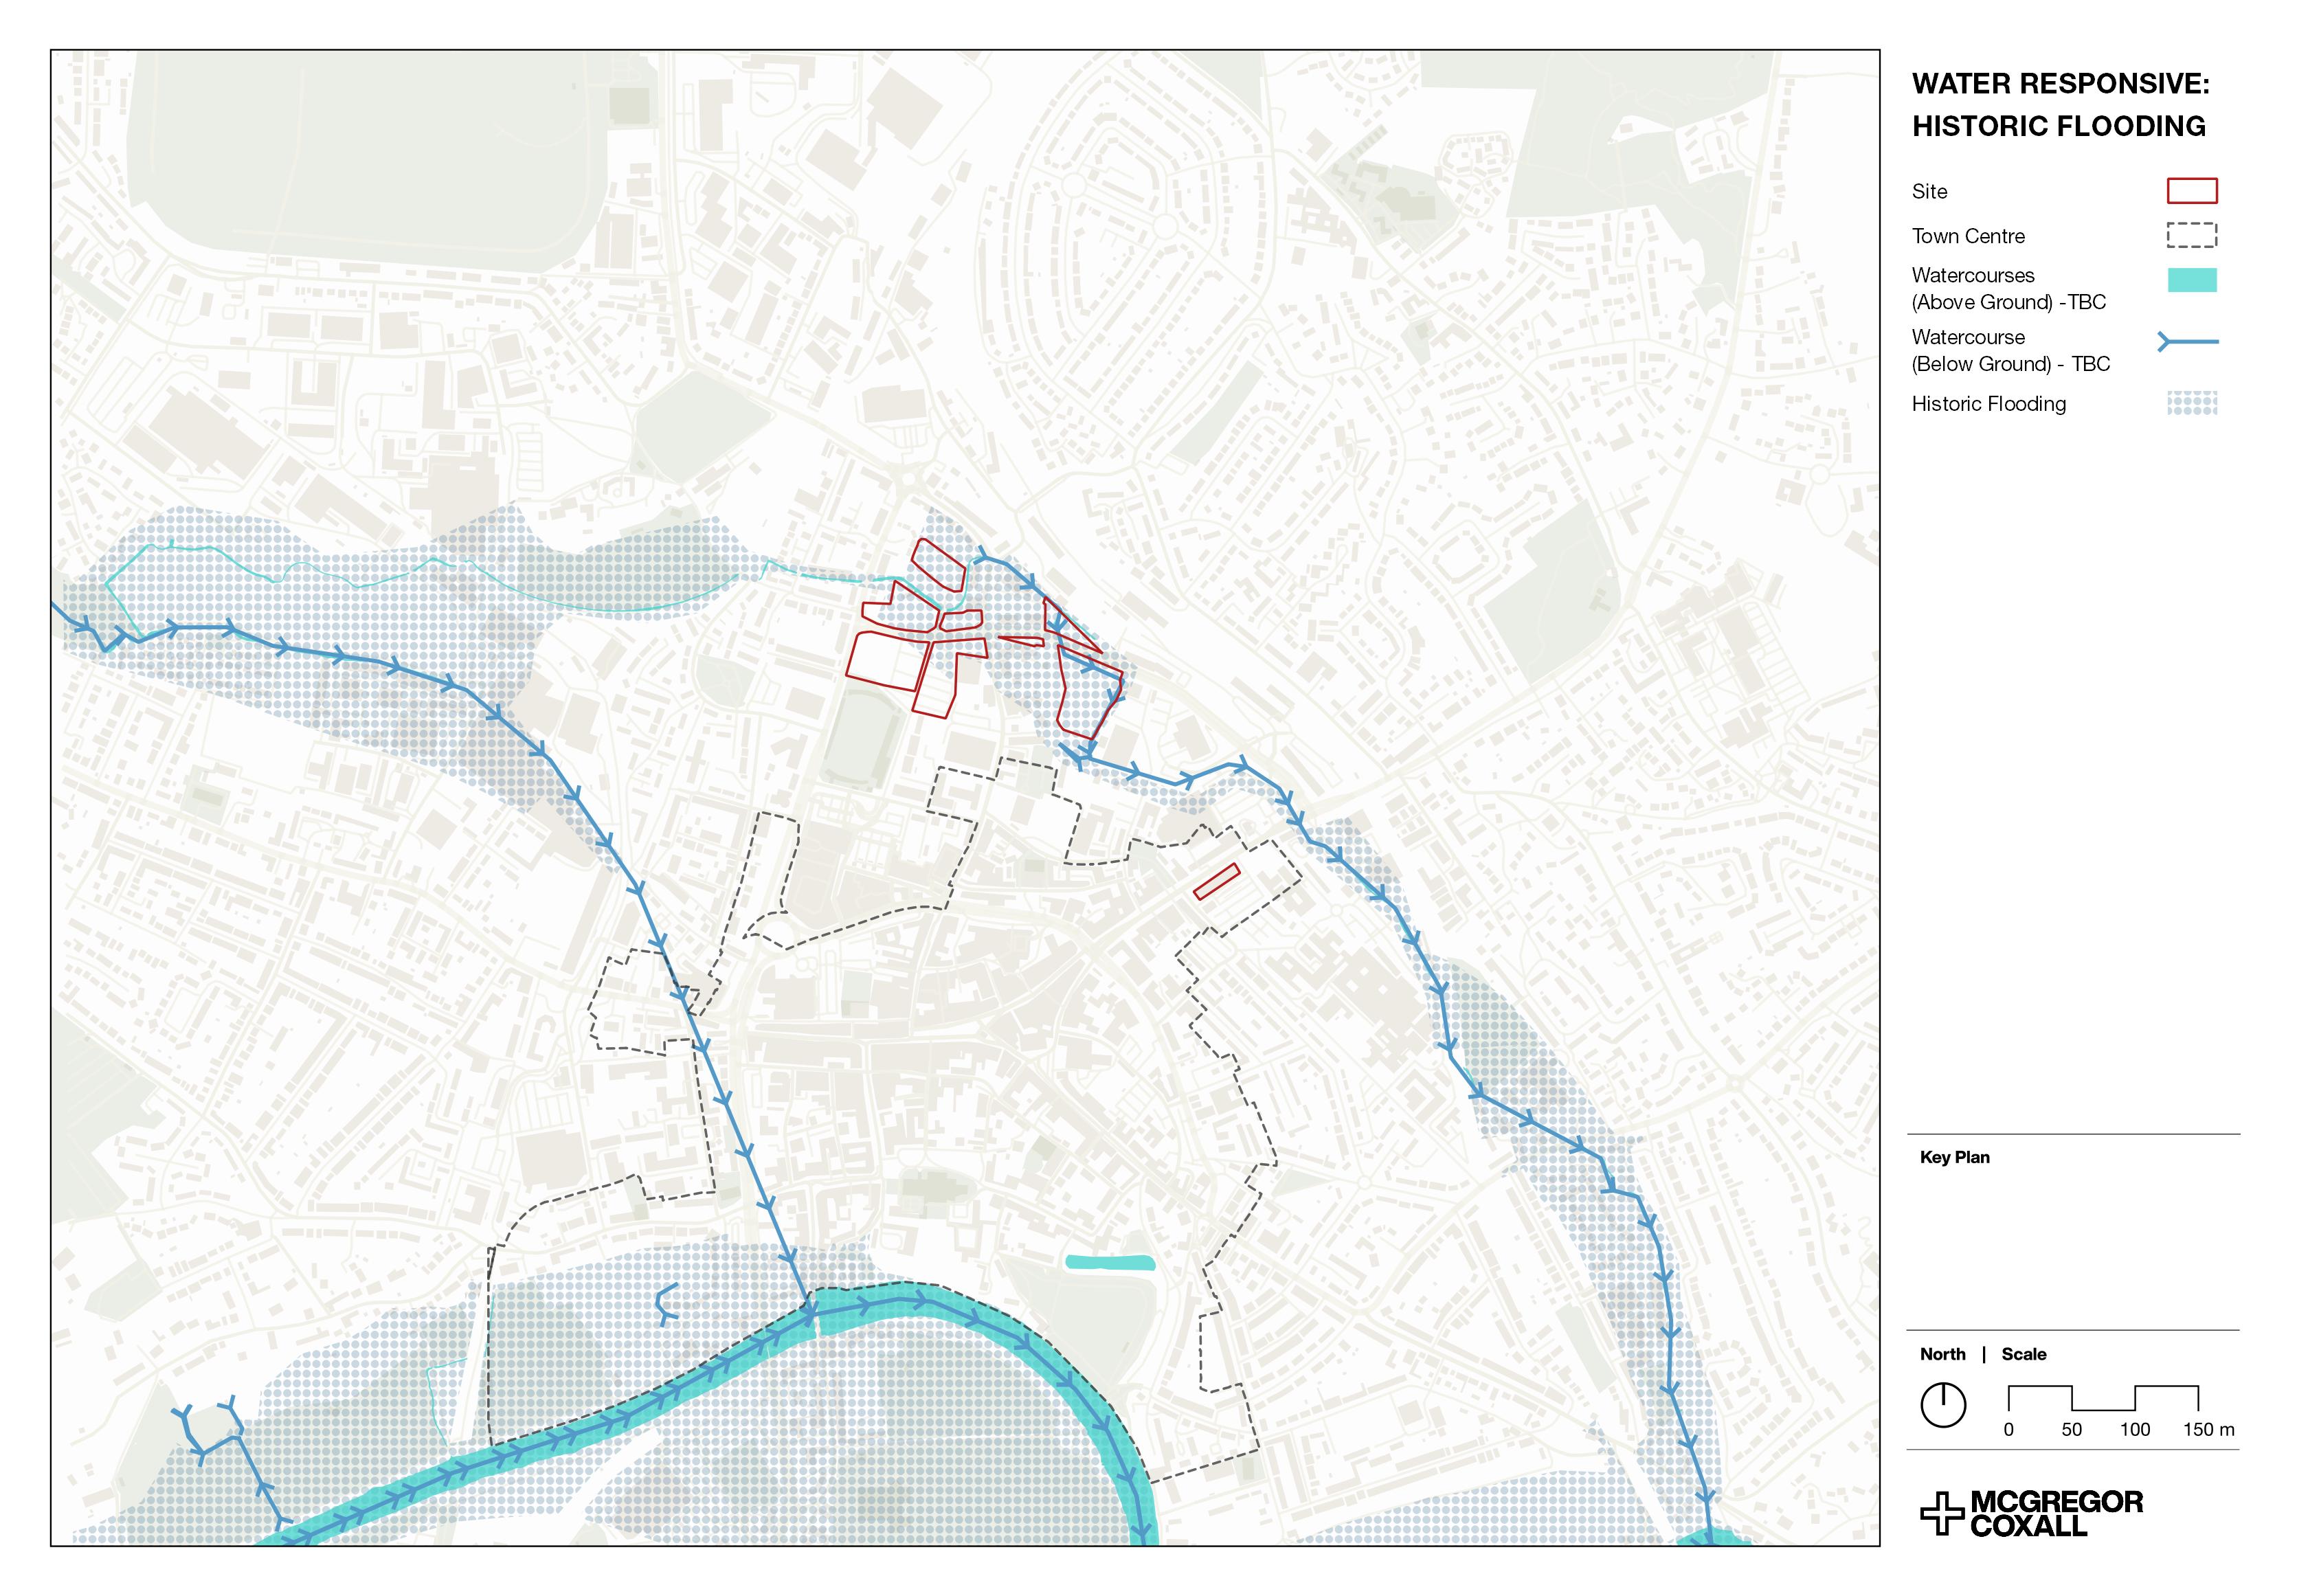 WATER RESPONSIVE:
HISTORIC FLOODING
Site
Town Centre
Watercourses
(Above Ground) -TBC
Watercourse
(Below Ground) - TBC
Historic Flooding
Key Plan
North | Scale
0 50 100 150 m
MCGREGOR
COXALL